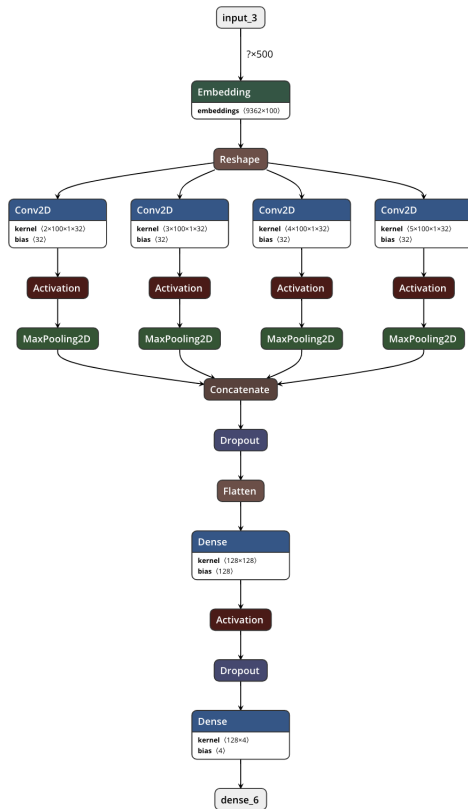 input_3
?×500
Embedding
embeddings ⟨9362×100⟩
Reshape
Conv2D
kernel ⟨2×100×1×32⟩
bias ⟨32⟩
Conv2D
kernel ⟨3×100×1×32⟩
bias ⟨32⟩
Conv2D
kernel ⟨4×100×1×32⟩
bias ⟨32⟩
Conv2D
kernel ⟨5×100×1×32⟩
bias ⟨32⟩
Activation
Activation
Activation
Activation
MaxPooling2D
MaxPooling2D
MaxPooling2D
MaxPooling2D
Concatenate
Dropout
Flatten
Dense
kernel ⟨128×128⟩
bias ⟨128⟩
Activation
Dropout
Dense
kernel ⟨128×4⟩
bias ⟨4⟩
dense_6